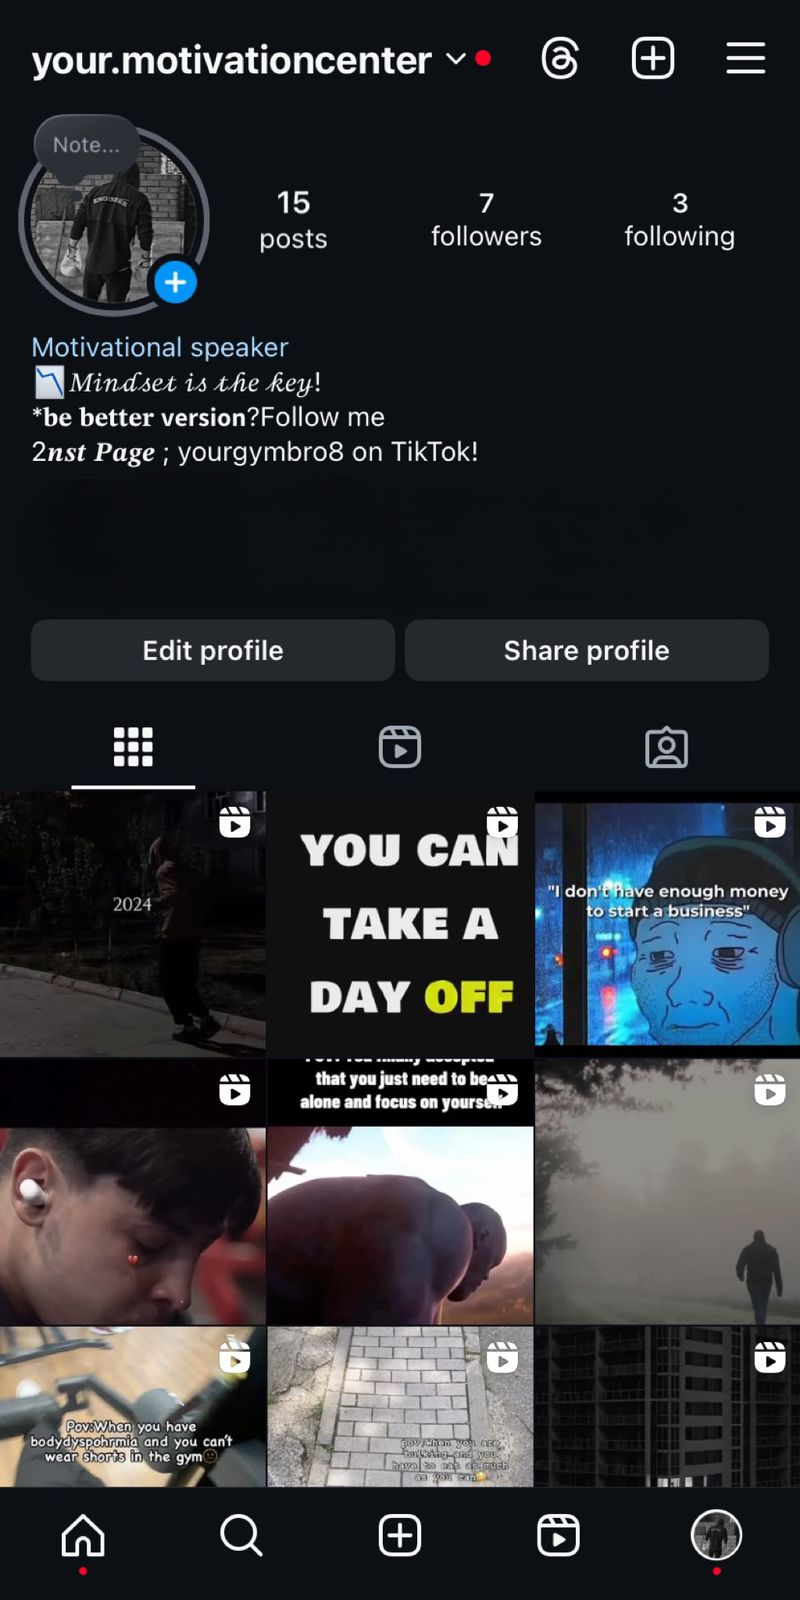 your.motivationcenter
Note...
15
posts
7
followers
3
following
Motivational speaker
📉𝓜𝓲𝓷𝓭𝓼𝓮𝓽 𝓲𝓼 𝓽𝓱𝓮 𝓴𝓮𝔂!
*𝐛𝐞 𝐛𝐞𝐭𝐭𝐞𝐫 𝐯𝐞𝐫𝐬𝐢𝐨𝐧?Follow me
2𝒏𝒔𝒕 𝑷𝒂𝒈𝒆 ; yourgymbro8 on TikTok!
Edit profile
Share profile
2024
YOU CAN
TAKE A
DAY OFF
"I don't have enough money
to start a business"
that you just need to be
alone and focus on yourself
Pov:When you have
bodydyspohrmia and you can't
wear shorts in the gym
pov:When you are
bulking and you
have to eat as much
as you can